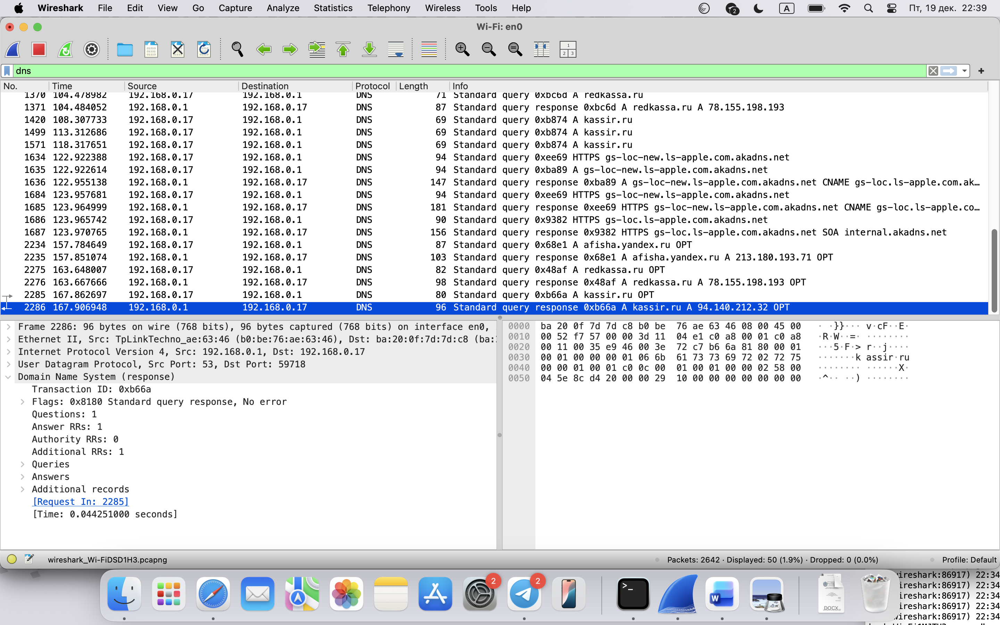 Wireshark File Edit View Go Capture Analyze Statistics Telephony Wireless Tools Help 2 A Пт, 19 дек. 22:39
Wi-Fi: en0
dns
No. Time Source Destination Protocol Length Info
1370 104.478982 192.168.0.17 192.168.0.1 DNS 71 Standard query 0xbc6d A redkassa.ru
1371 104.484052 192.168.0.1 192.168.0.17 DNS 87 Standard query response 0xbc6d A redkassa.ru A 78.155.198.193
1420 108.307733 192.168.0.17 192.168.0.1 DNS 69 Standard query 0xb874 A kassir.ru
1499 113.312686 192.168.0.17 192.168.0.1 DNS 69 Standard query 0xb874 A kassir.ru
1571 118.317651 192.168.0.17 192.168.0.1 DNS 69 Standard query 0xb874 A kassir.ru
1634 122.922388 192.168.0.17 192.168.0.1 DNS 94 Standard query 0xee69 HTTPS gs-loc-new.ls-apple.com.akadns.net
1635 122.922614 192.168.0.17 192.168.0.1 DNS 94 Standard query 0xba89 A gs-loc-new.ls-apple.com.akadns.net
1636 122.955138 192.168.0.1 192.168.0.17 DNS 147 Standard query response 0xba89 A gs-loc-new.ls-apple.com.akadns.net CNAME gs-loc.ls-apple.com.ak…
1684 123.957681 192.168.0.17 192.168.0.1 DNS 94 Standard query 0xee69 HTTPS gs-loc-new.ls-apple.com.akadns.net
1685 123.964999 192.168.0.1 192.168.0.17 DNS 181 Standard query response 0xee69 HTTPS gs-loc-new.ls-apple.com.akadns.net CNAME gs-loc.ls-apple.co…
1686 123.965742 192.168.0.17 192.168.0.1 DNS 90 Standard query 0x9382 HTTPS gs-loc.ls-apple.com.akadns.net
1687 123.970765 192.168.0.1 192.168.0.17 DNS 156 Standard query response 0x9382 HTTPS gs-loc.ls-apple.com.akadns.net SOA internal.akadns.net
2234 157.784649 192.168.0.17 192.168.0.1 DNS 87 Standard query 0x68e1 A afisha.yandex.ru OPT
2235 157.851074 192.168.0.1 192.168.0.17 DNS 103 Standard query response 0x68e1 A afisha.yandex.ru A 213.180.193.71 OPT
2275 163.648007 192.168.0.17 192.168.0.1 DNS 82 Standard query 0x48af A redkassa.ru OPT
2276 163.667666 192.168.0.1 192.168.0.17 DNS 98 Standard query response 0x48af A redkassa.ru A 78.155.198.193 OPT
2285 167.862697 192.168.0.17 192.168.0.1 DNS 80 Standard query 0xb66a A kassir.ru OPT
2286 167.906948 192.168.0.1 192.168.0.17 DNS 96 Standard query response 0xb66a A kassir.ru A 94.140.212.32 OPT
Frame 2286: 96 bytes on wire (768 bits), 96 bytes captured (768 bits) on interface en0,
Ethernet II, Src: TpLinkTechno_ae:63:46 (b0:be:76:ae:63:46), Dst: ba:20:0f:7d:7d:c8 (ba:
Internet Protocol Version 4, Src: 192.168.0.1, Dst: 192.168.0.17
User Datagram Protocol, Src Port: 53, Dst Port: 59718
Domain Name System (response)
Transaction ID: 0xb66a
Flags: 0x8180 Standard query response, No error
Questions: 1
Answer RRs: 1
Authority RRs: 0
Additional RRs: 1
Queries
Answers
Additional records
[Request In: 2285]
[Time: 0.044251000 seconds]
0000 ba 20 0f 7d 7d c8 b0 be 76 ae 63 46 08 00 45 00 · ·}}··· v·cF··E·
0010 00 52 f7 57 00 00 3d 11 04 e1 c0 a8 00 01 c0 a8 ·R·W··=· ········
0020 00 11 00 35 e9 46 00 3e 72 c7 b6 6a 81 80 00 01 ···5·F·> r··j····
0030 00 01 00 00 00 01 06 6b 61 73 73 69 72 02 72 75 ·······k assir·ru
0040 00 00 01 00 01 c0 0c 00 01 00 01 00 00 02 58 00 ········ ······X·
0050 04 5e 8c d4 20 00 00 29 10 00 00 00 00 00 00 00 ·^·· ··) ········
wireshark_Wi-FiDSD1H3.pcapng Packets: 2642 · Displayed: 50 (1.9%) · Dropped: 0 (0.0%) Profile: Default
ireshark:86917) 22:34
ireshark:86917) 22:34
ireshark:86917) 22:34
ireshark:86917) 22:34
ireshark:86917) 22:34
2
2
>_
W
DOCX